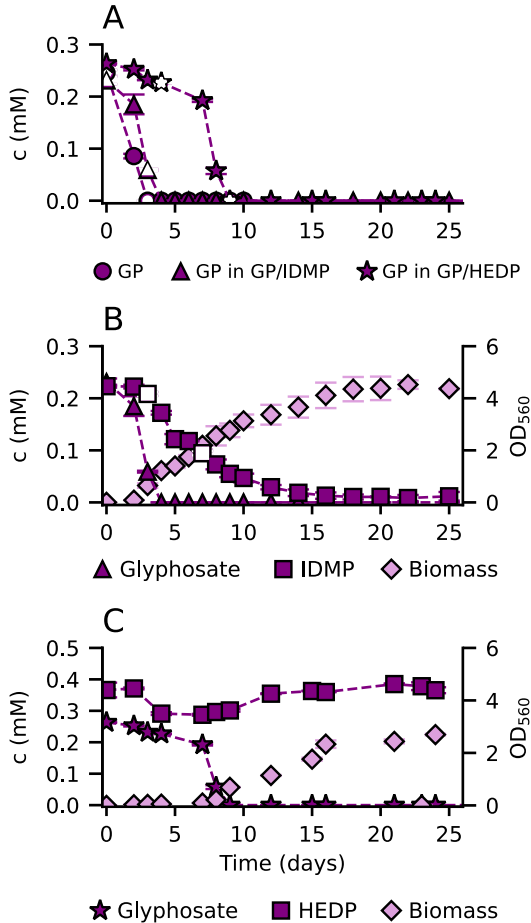 A
0.3
0.2
0.1
0.0
c (mM)
0 5 10 15 20 25
GP GP in GP/IDMP GP in GP/HEDP
B
0.3
0.2
0.1
0.0
c (mM)
6
4
2
0
OD560
0 5 10 15 20 25
Glyphosate IDMP Biomass
C
0.5
0.4
0.3
0.2
0.1
0.0
c (mM)
6
4
2
0
OD560
0 5 10 15 20 25
Time (days)
Glyphosate HEDP Biomass